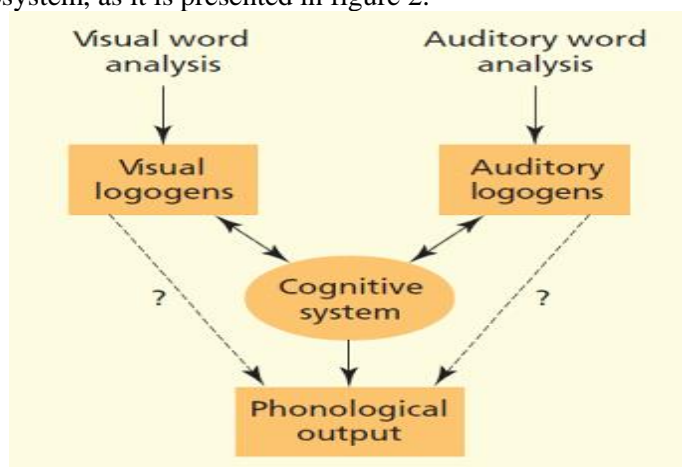 system, as it is presented in figure 2.
Visual word
analysis
Auditory word
analysis
Visual
logogens
Auditory
logogens
?
Cognitive
system
?
Phonological
output